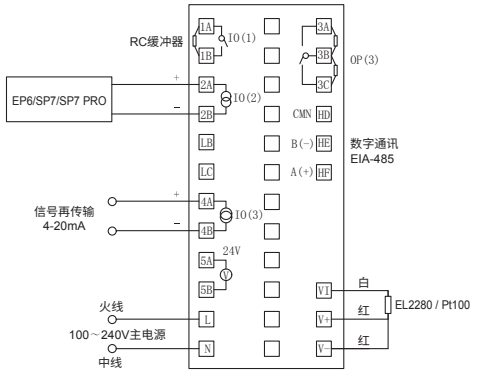 1A
IO(1)
3A
RC缓冲器
1B
3B
OP(3)
+
2A
3C
EP6/SP7/SP7 PRO
IO(2)
−
2B
CMN
HD
LB
B(-)
HE
数字通讯
EIA-485
LC
A(+)
HF
+
4A
信号再传输
4-20mA
IO(3)
−
4B
24V
5A
V
5B
VI
白
火线
EL2280 / Pt100
L
V+
红
100～240V主电源
N
V-
红
中线